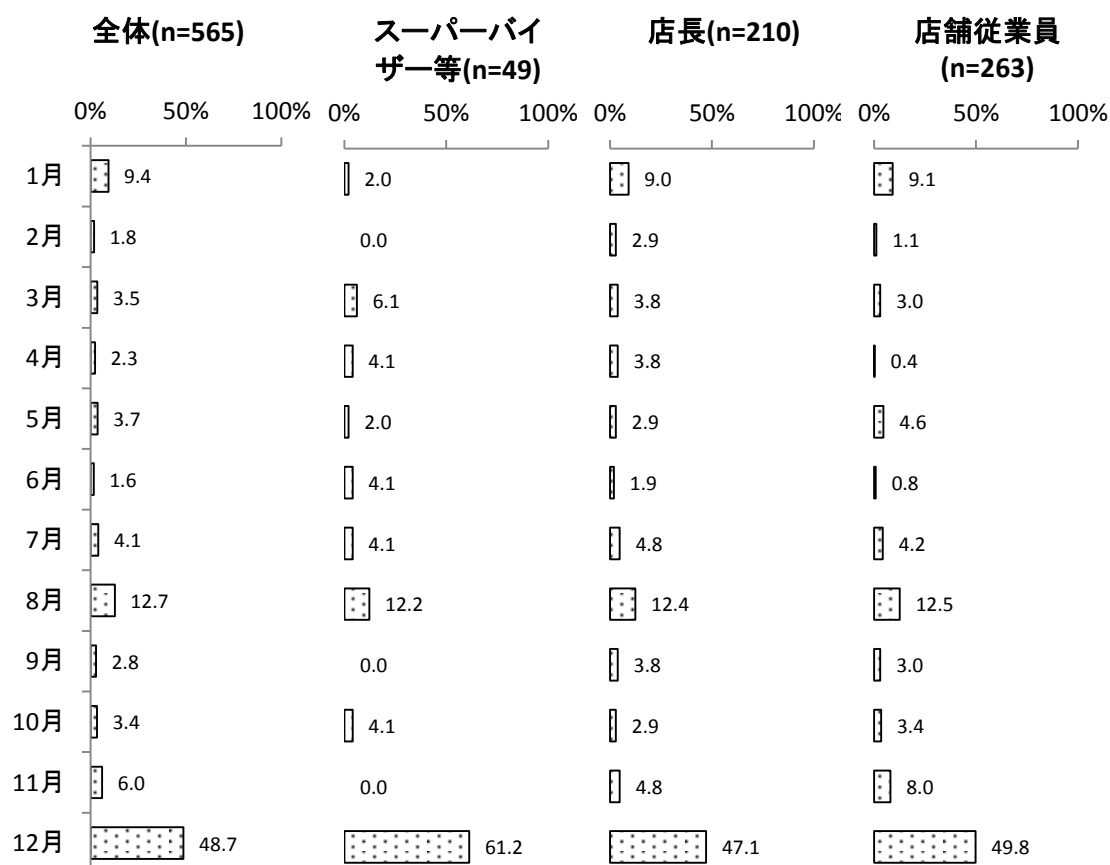 全体(n=565)
スーパーバイ
ザー等(n=49)
店長(n=210)
店舗従業員
(n=263)
0% 50% 100%
0% 50% 100%
0% 50% 100%
0% 50% 100%
1月 9.4 2.0 9.0 9.1
2月 1.8 0.0 2.9 1.1
3月 3.5 6.1 3.8 3.0
4月 2.3 4.1 3.8 0.4
5月 3.7 2.0 2.9 4.6
6月 1.6 4.1 1.9 0.8
7月 4.1 4.1 4.8 4.2
8月 12.7 12.2 12.4 12.5
9月 2.8 0.0 3.8 3.0
10月 3.4 4.1 2.9 3.4
11月 6.0 0.0 4.8 8.0
12月 48.7 61.2 47.1 49.8